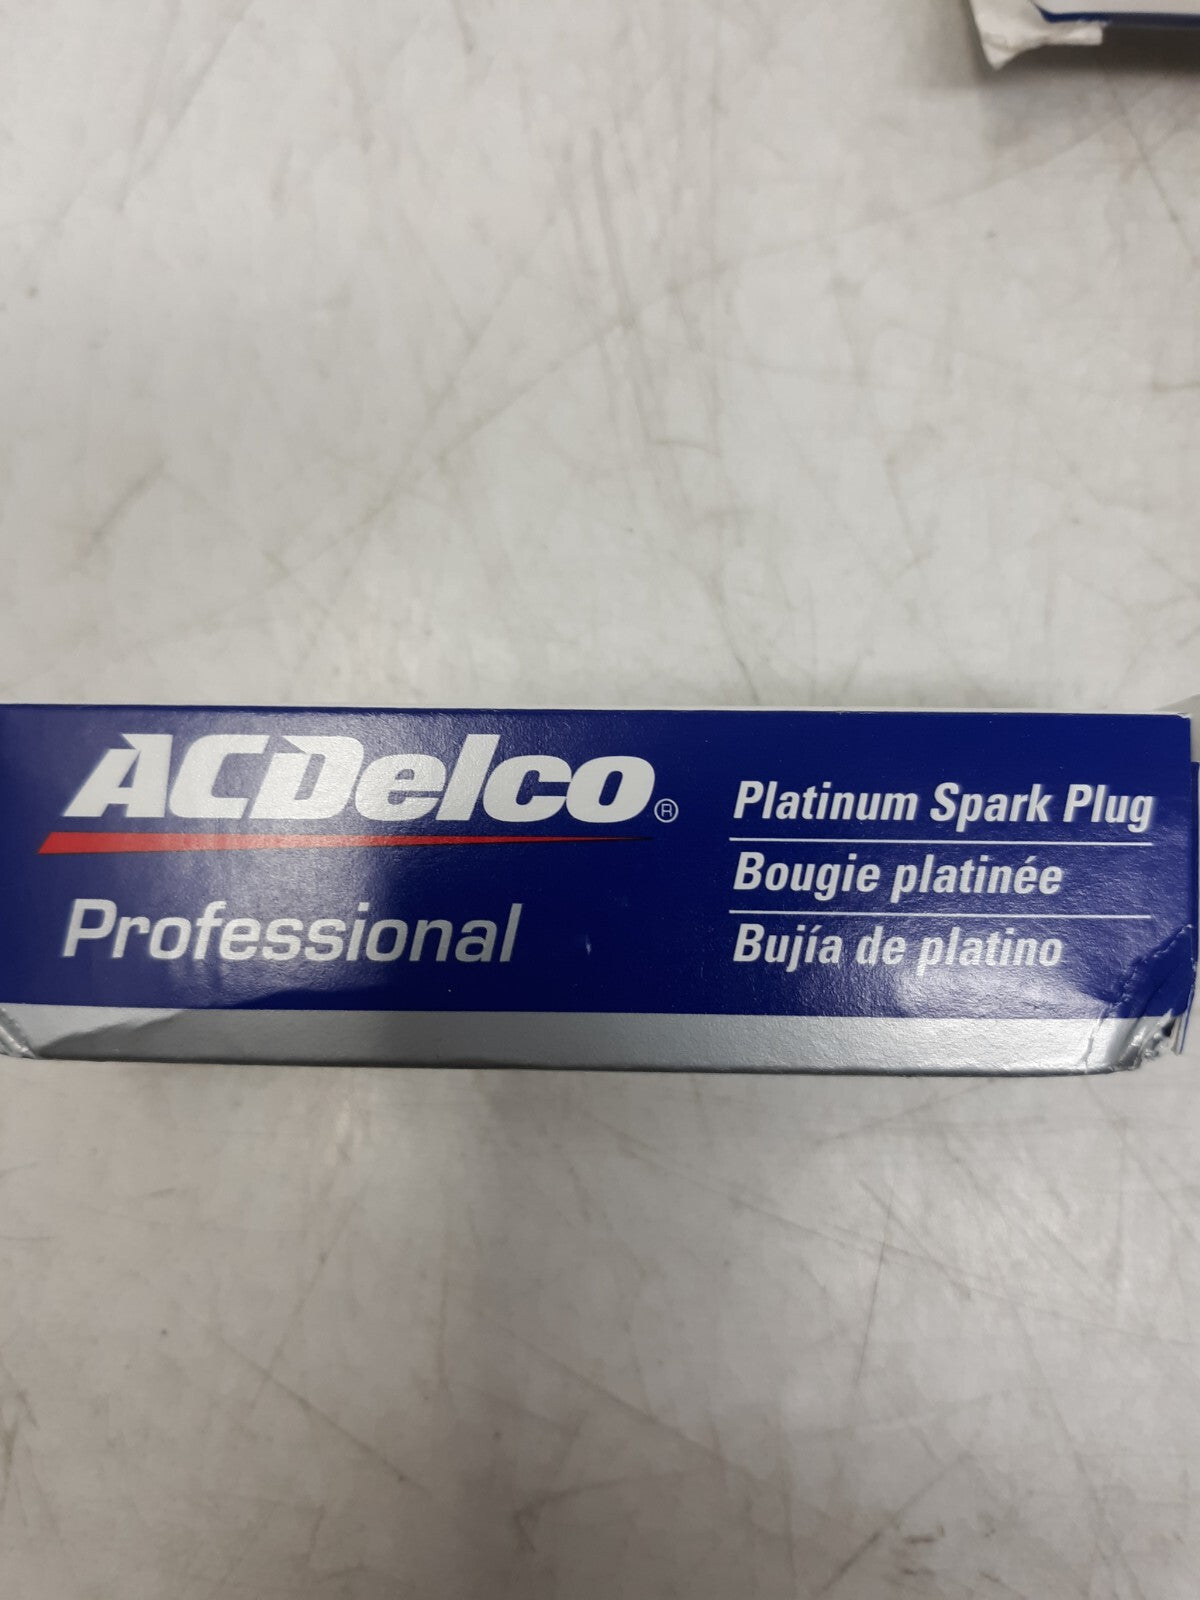 ACDelco®
Professional
Platinum Spark Plug
Bougie platinée
Bujía de platino